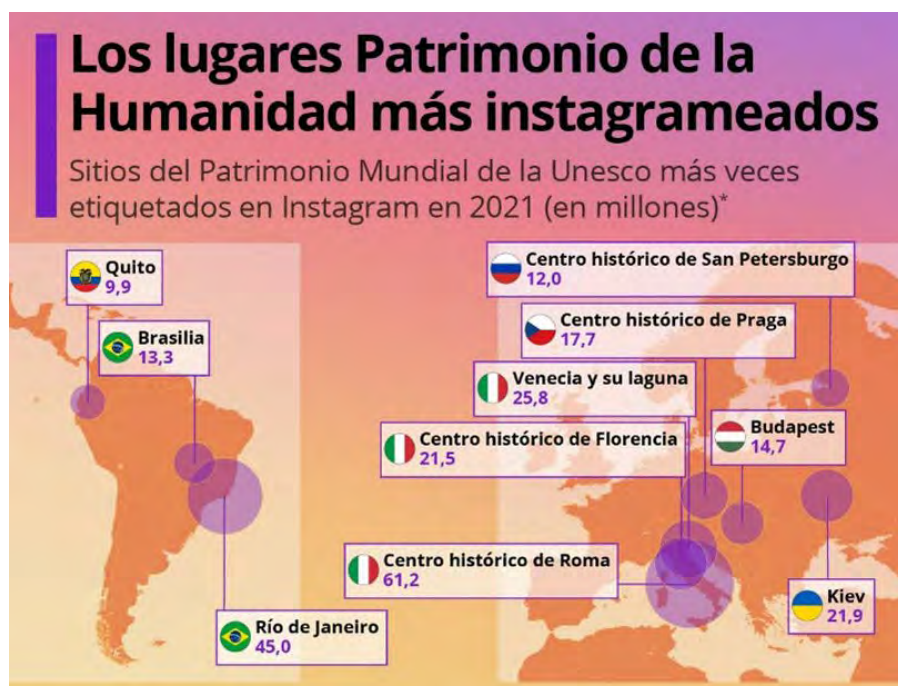 Los lugares Patrimonio de la
Humanidad más instagrameados
Sitios del Patrimonio Mundial de la Unesco más veces
etiquetados en Instagram en 2021 (en millones)*
Quito
9,9
Brasilia
13,3
Río de Janeiro
45,0
Centro histórico de San Petersburgo
12,0
Centro histórico de Praga
17,7
Venecia y su laguna
25,8
Centro histórico de Florencia
21,5
Budapest
14,7
Centro histórico de Roma
61,2
Kiev
21,9